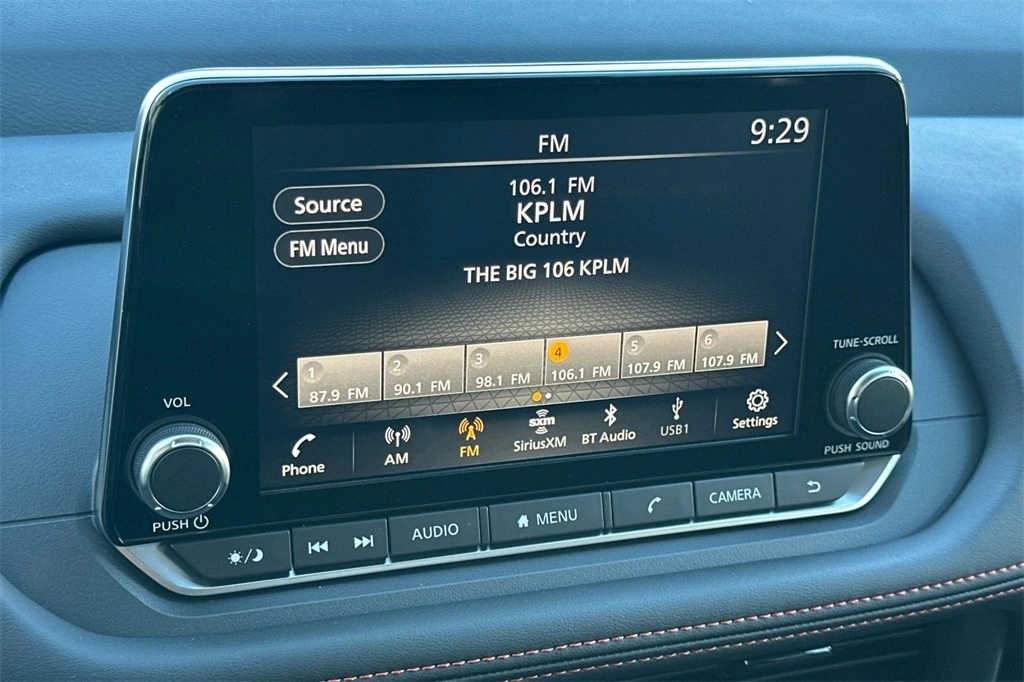 FM
9:29
Source
FM Menu
106.1 FM
KPLM
Country
THE BIG 106 KPLM
1 2 3 4 5 6
87.9 FM 90.1 FM 98.1 FM 106.1 FM 107.9 FM 107.9 FM
Phone AM FM SiriusXM BT Audio USB1 Settings
sxm
VOL
PUSH
TUNE·SCROLL
PUSH SOUND
AUDIO MENU CAMERA